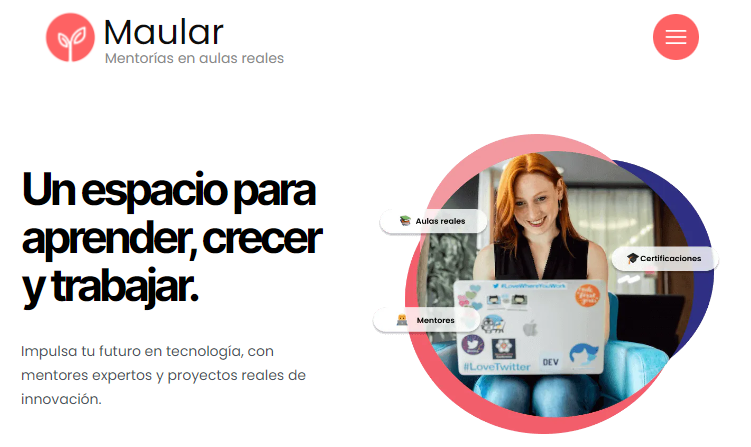 Maular
Mentorías en aulas reales
Un espacio para
aprender, crecer
y trabajar.
Impulsa tu futuro en tecnología, con
mentores expertos y proyectos reales de
innovación.
Aulas reales
Certificaciones
Mentores
#LoveWhereYouWork
#LoveTwitter
DEV